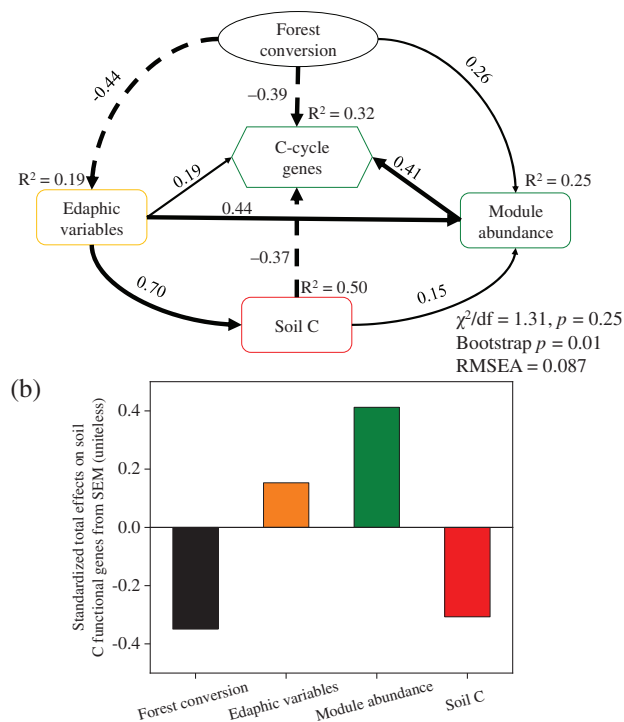 Forest
conversion
-0.44
–0.39
0.26
R² = 0.32
C-cycle
genes
R² = 0.19
0.19
0.41
R² = 0.25
Edaphic
variables
0.44
Module
abundance
–0.37
0.70
R² = 0.50
0.15
Soil C
χ²/df = 1.31, p = 0.25
Bootstrap p = 0.01
RMSEA = 0.087
(b)
Standardized total effects on soil
C functional genes from SEM (uniteless)
0.4
0.2
0.0
-0.2
-0.4
Forest conversion
Edaphic variables
Module abundance
Soil C